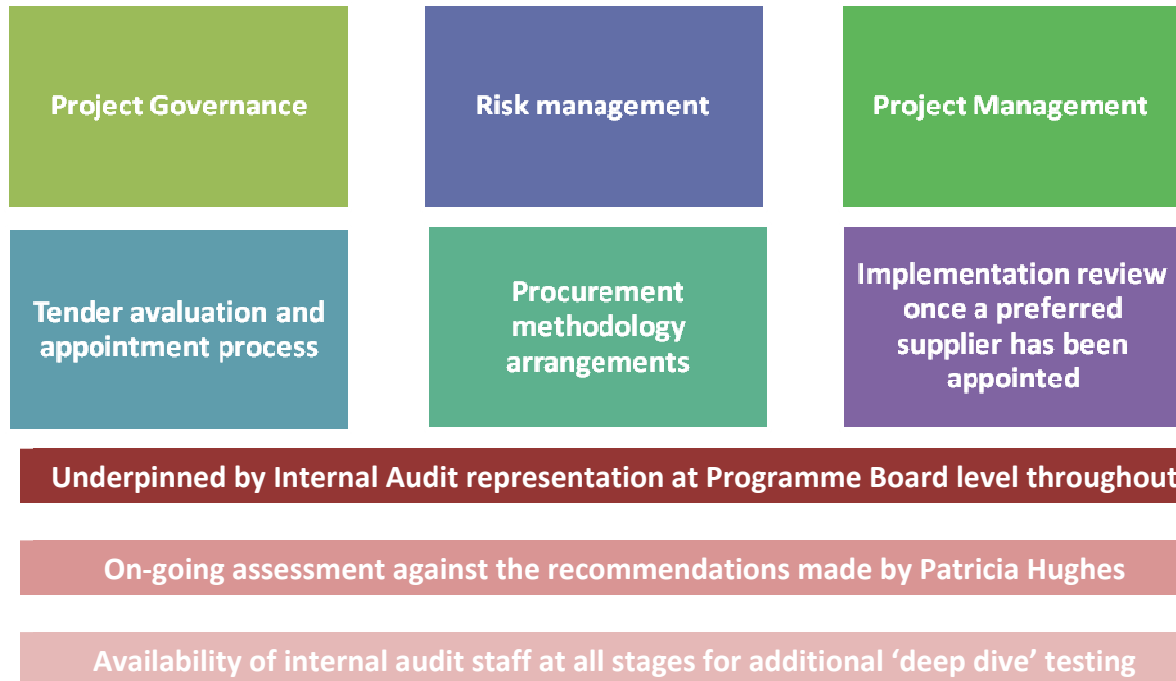 Project Governance
Risk management
Project Management
Tender avaluation and
appointment process
Procurement
methodology
arrangements
Implementation review
once a preferred
supplier has been
appointed
Underpinned by Internal Audit representation at Programme Board level throughout
On-going assessment against the recommendations made by Patricia Hughes
Availability of internal audit staff at all stages for additional ‘deep dive’ testing